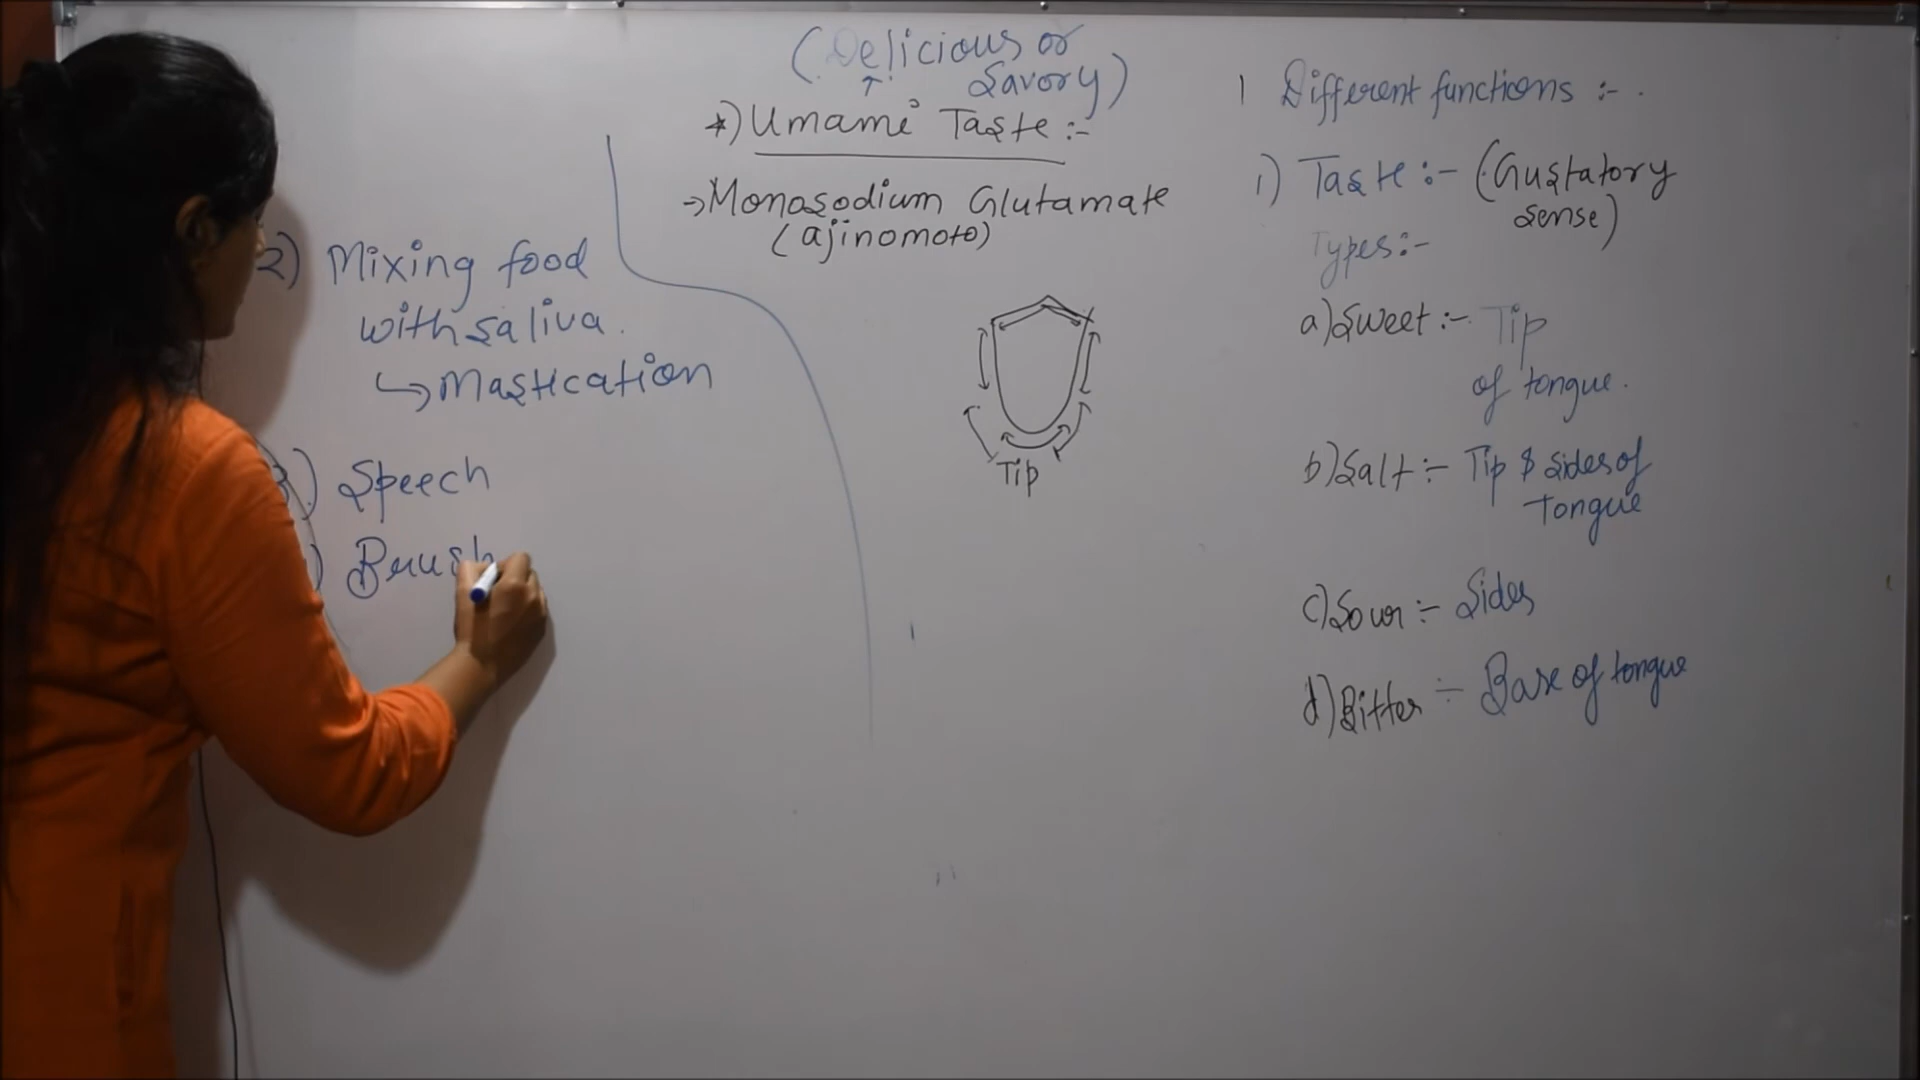 Different functions :-
1) Taste :- (Gustatory
sense)
Types:-
a) Sweet :- Tip
of tongue.
b) Salt :- Tip & sides of
Tongue
c) Sour :- Sides
d) Bitter :- Base of tongue
(Delicious or
Savory)
*) Umami Taste :-
→ Monosodium Glutamate
(ajinomoto)
Tip
2) Mixing food
with saliva.
↳ Mastication
3) Speech
) Brush